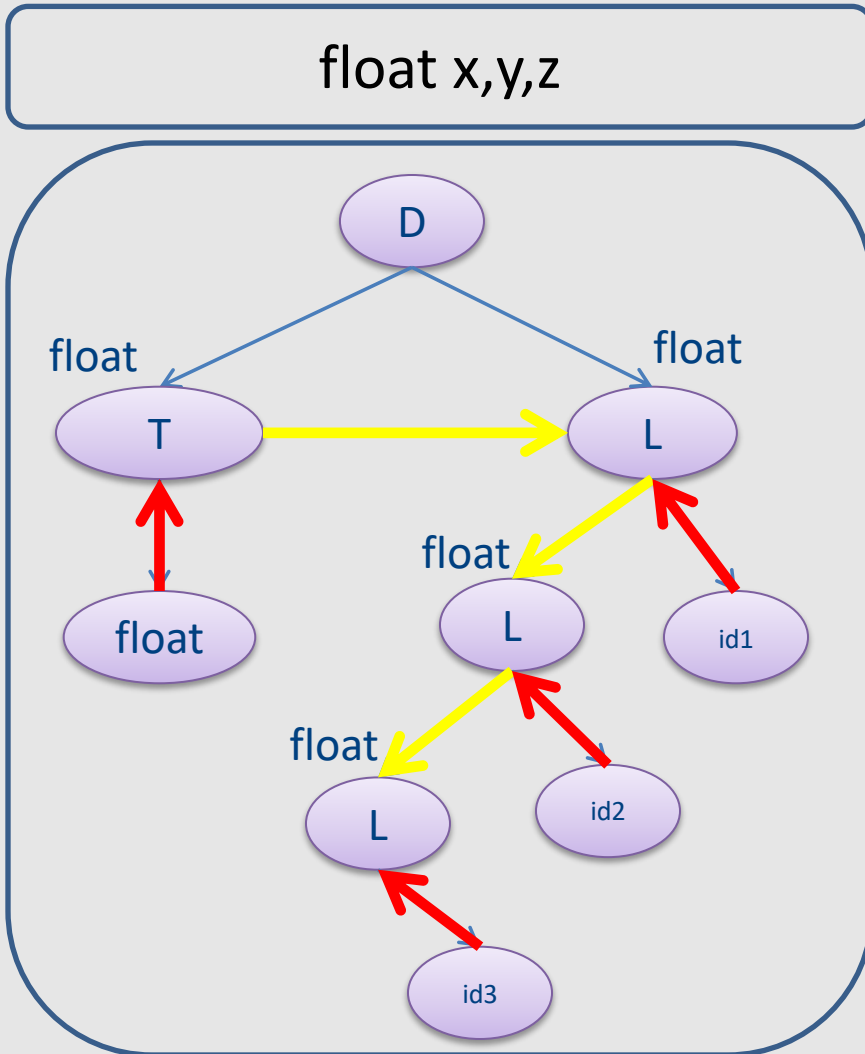 float x,y,z
D
float
float
T
L
float
float
L
id1
float
L
id2
id3